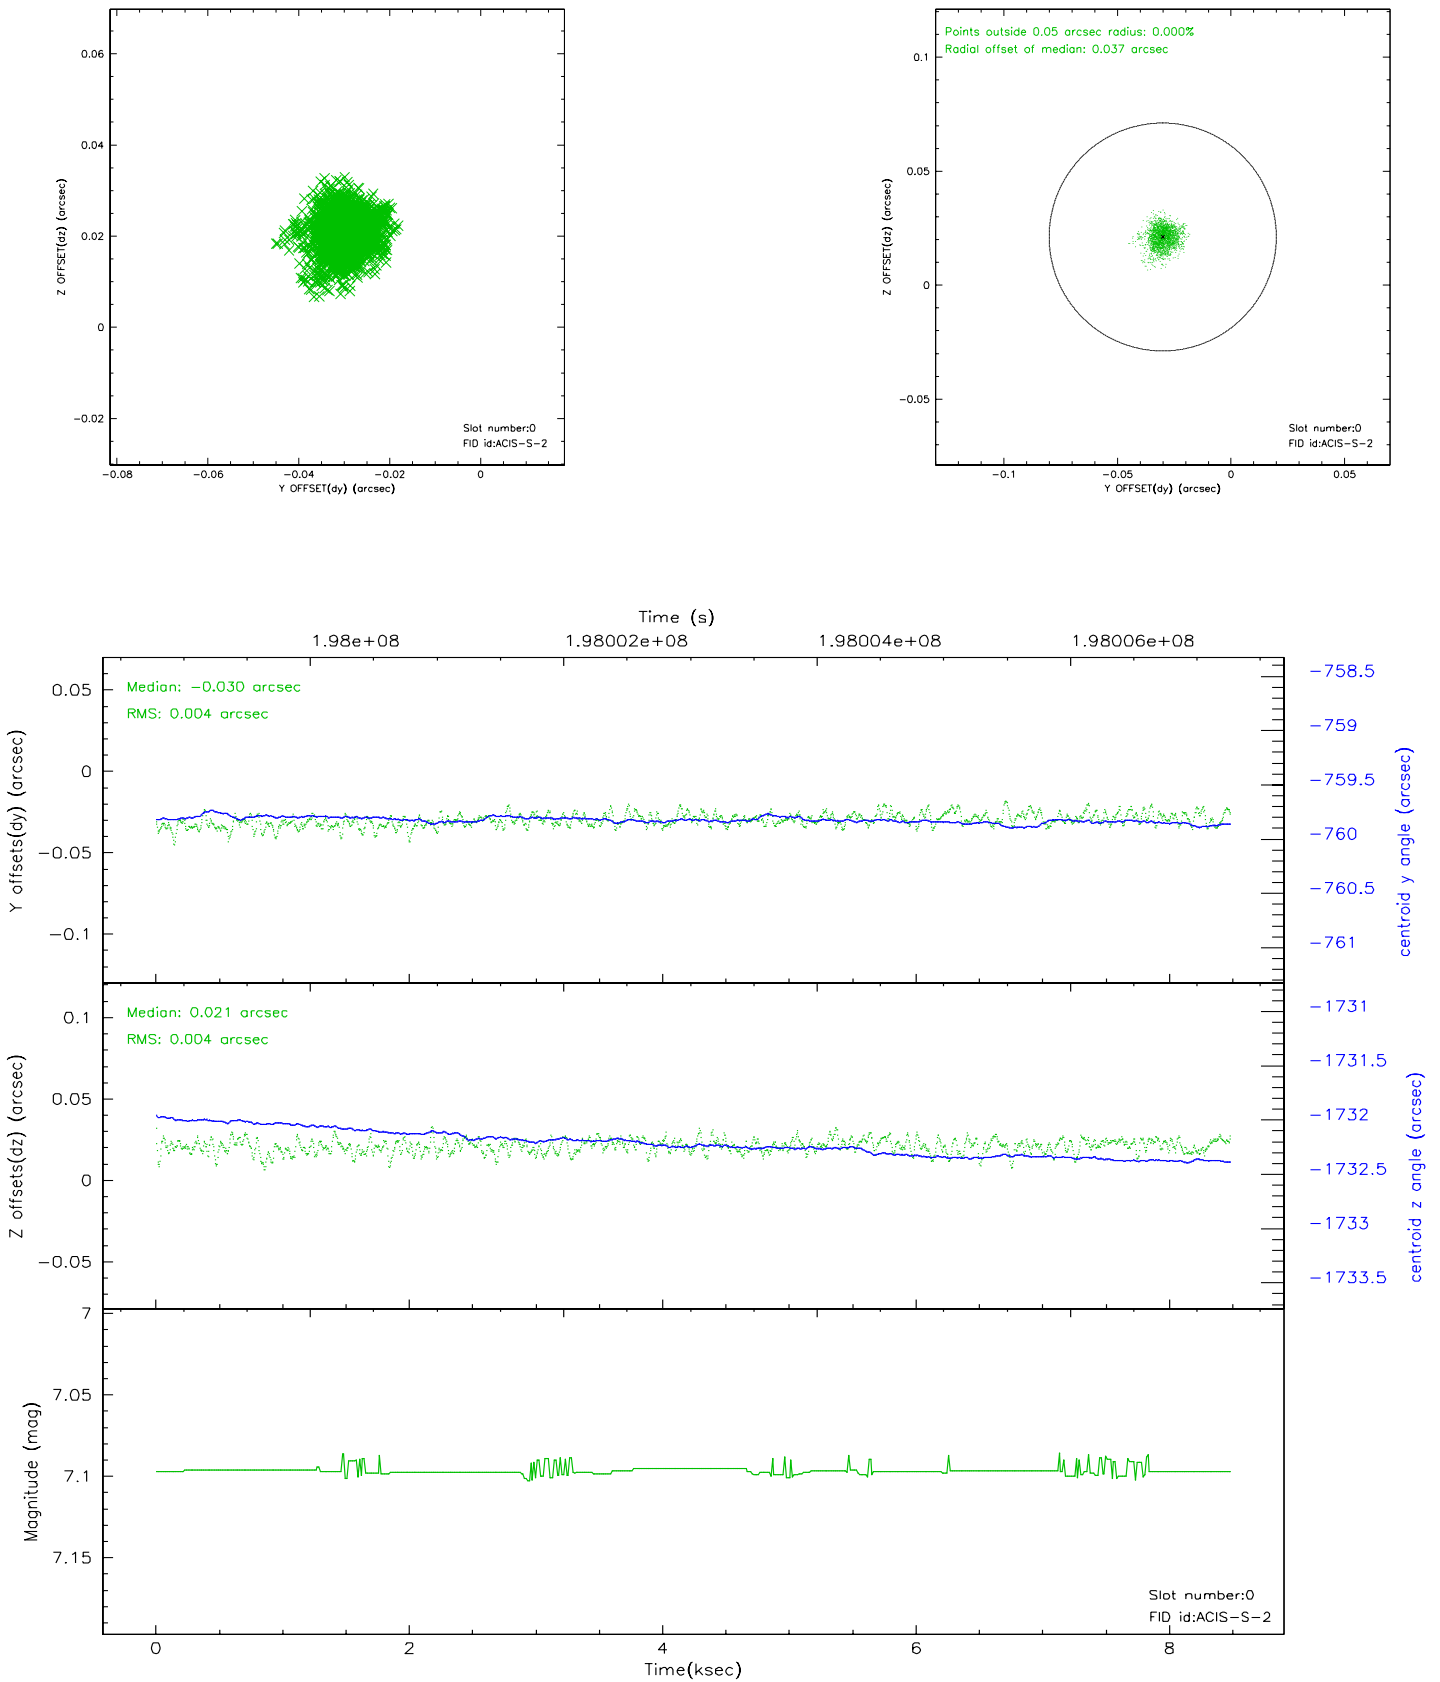 0.06
0.04
0.02
0
−0.02
Z OFFSET(dz) (arcsec)
Slot number:0
FID id:ACIS−S−2
−0.08 −0.06 −0.04 −0.02 0
Y OFFSET(dy) (arcsec)
Points outside 0.05 arcsec radius: 0.000%
Radial offset of median: 0.037 arcsec
0.1
0.05
0
−0.05
Z OFFSET(dz) (arcsec)
Slot number:0
FID id:ACIS−S−2
−0.1 −0.05 0 0.05
Y OFFSET(dy) (arcsec)
Time (s)
1.98e+08 1.980002e+08 1.980004e+08 1.980006e+08
Median: −0.030 arcsec
RMS: 0.004 arcsec
0.05
0
−0.05
−0.1
Y offsets(dy) (arcsec)
−758.5
−759
−759.5
−760
−760.5
−761
centroid y angle (arcsec)
Median: 0.021 arcsec
RMS: 0.004 arcsec
0.1
0.05
0
−0.05
Z offsets(dz) (arcsec)
−1731
−1731.5
−1732
−1732.5
−1733
−1733.5
centroid z angle (arcsec)
7
7.05
7.1
7.15
Magnitude (mag)
Slot number:0
FID id:ACIS−S−2
0 2 4 6 8
Time(ksec)